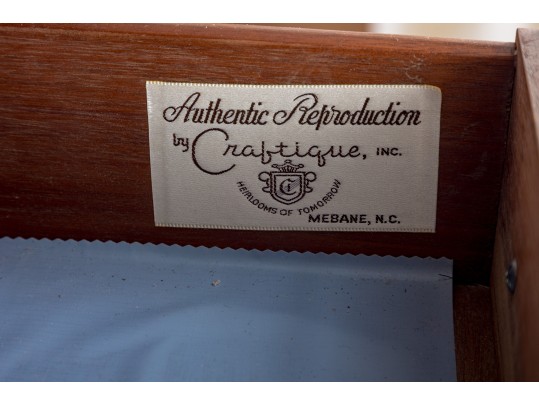 Authentic Reproduction
by Craftique, INC.
C
HEIRLOOMS OF TOMORROW
MEBANE, N.C.